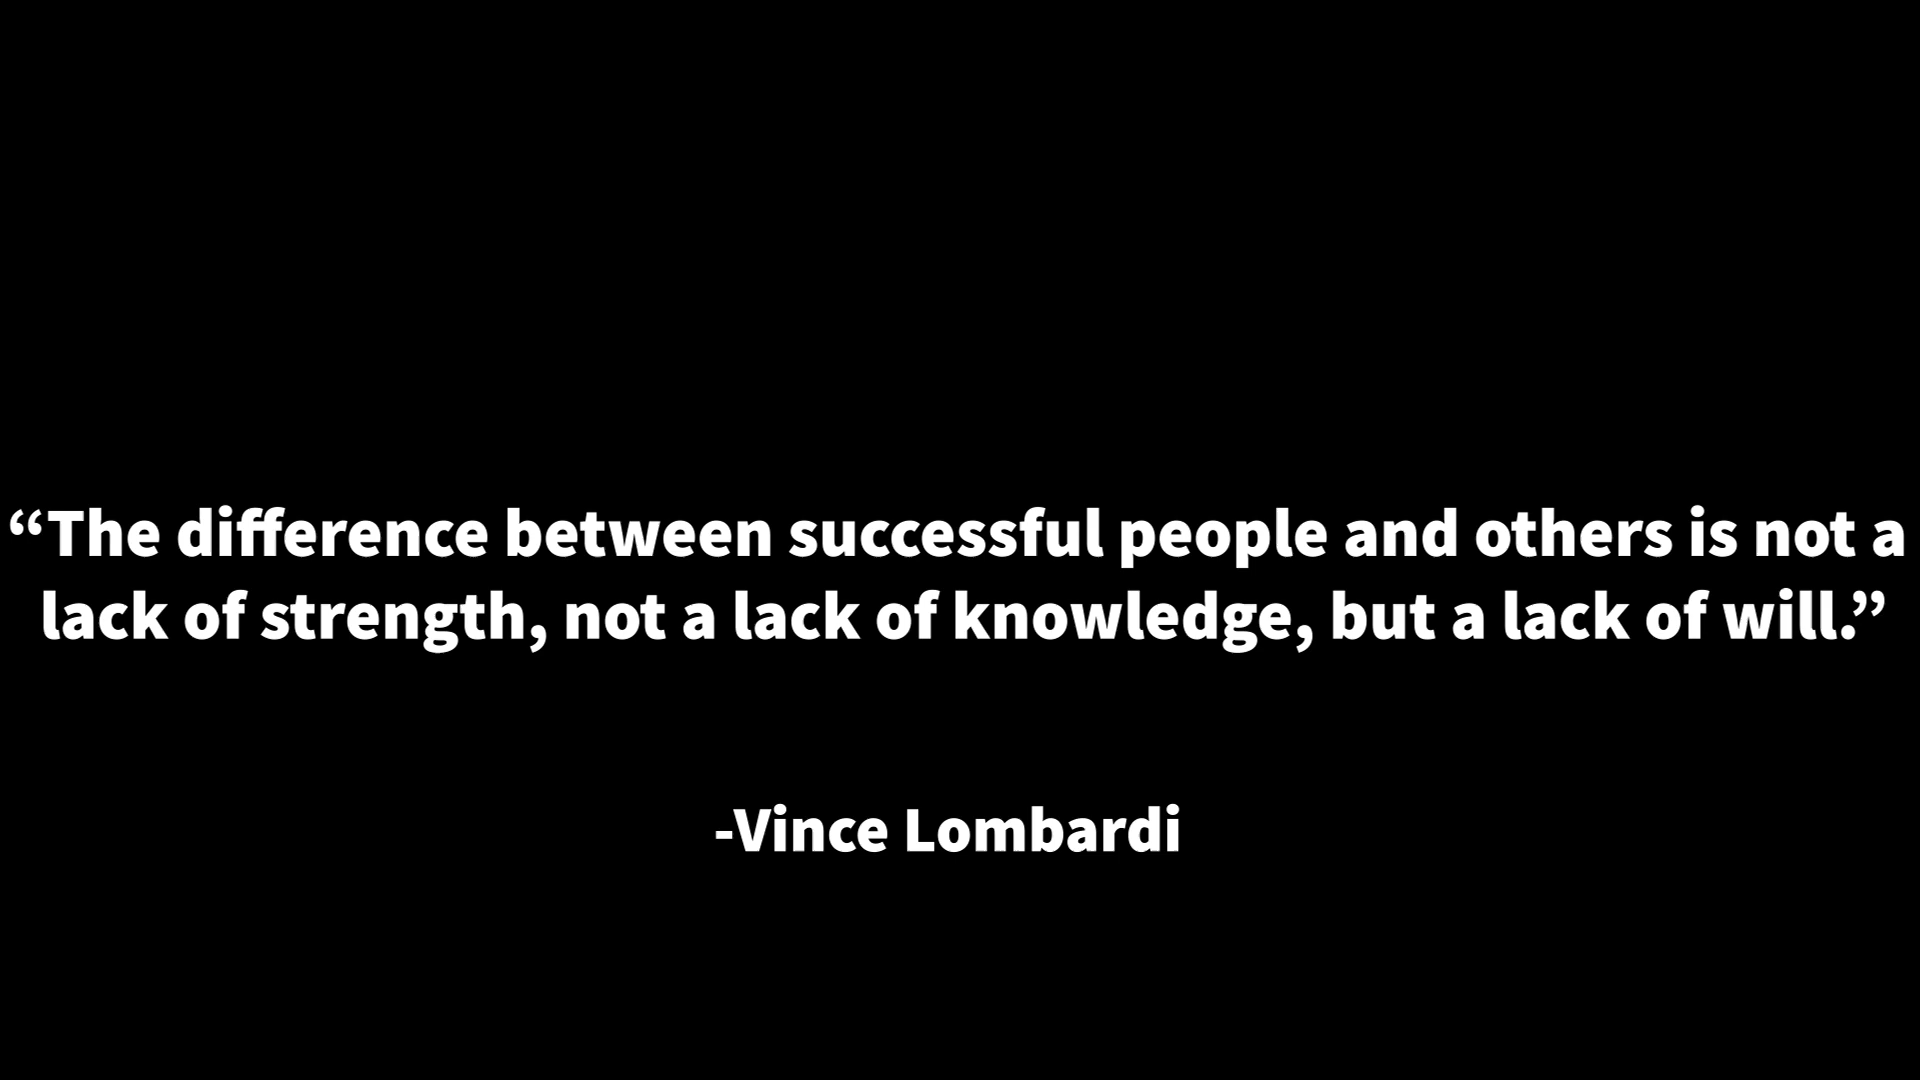 “The difference between successful people and others is not a
lack of strength, not a lack of knowledge, but a lack of will.”
-Vince Lombardi